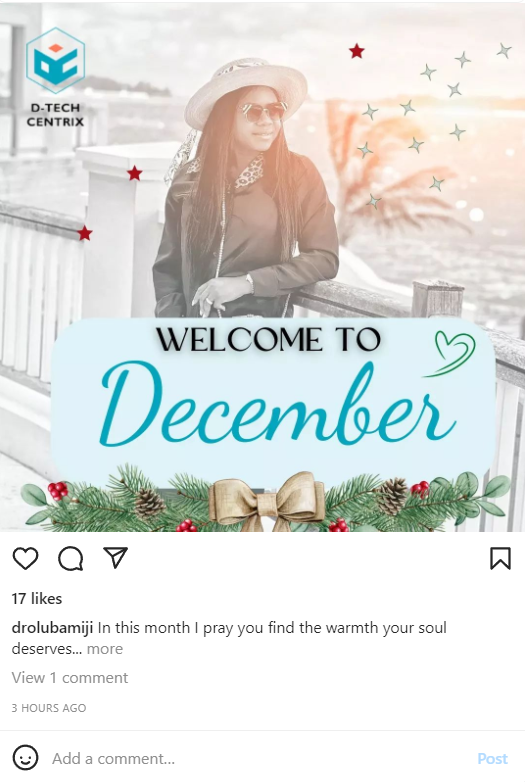 D-TECH
CENTRIX
WELCOME TO
December
17 likes
drolubamiji In this month I pray you find the warmth your soul
deserves... more
View 1 comment
3 HOURS AGO
Add a comment...
Post